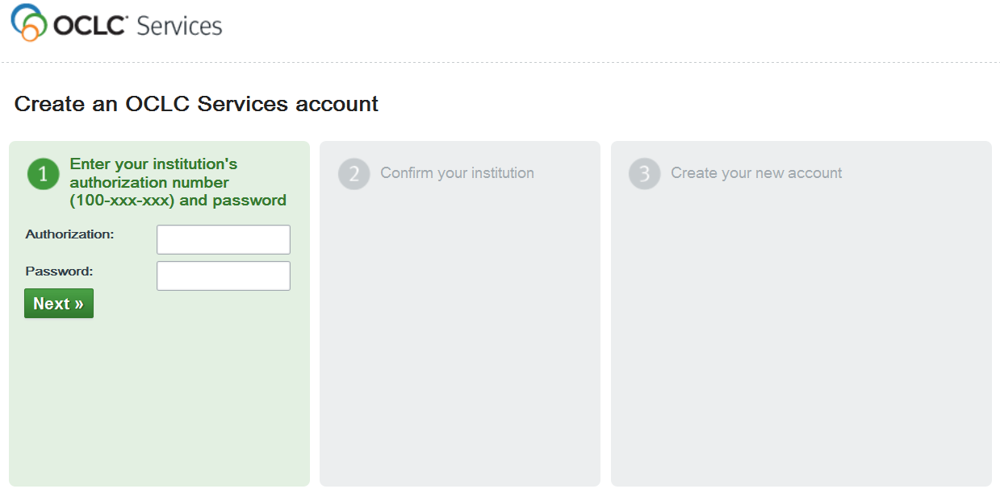 OCLC Services
Create an OCLC Services account
1 Enter your institution's
authorization number
(100-xxx-xxx) and password
Authorization:
Password:
Next »
2 Confirm your institution
3 Create your new account